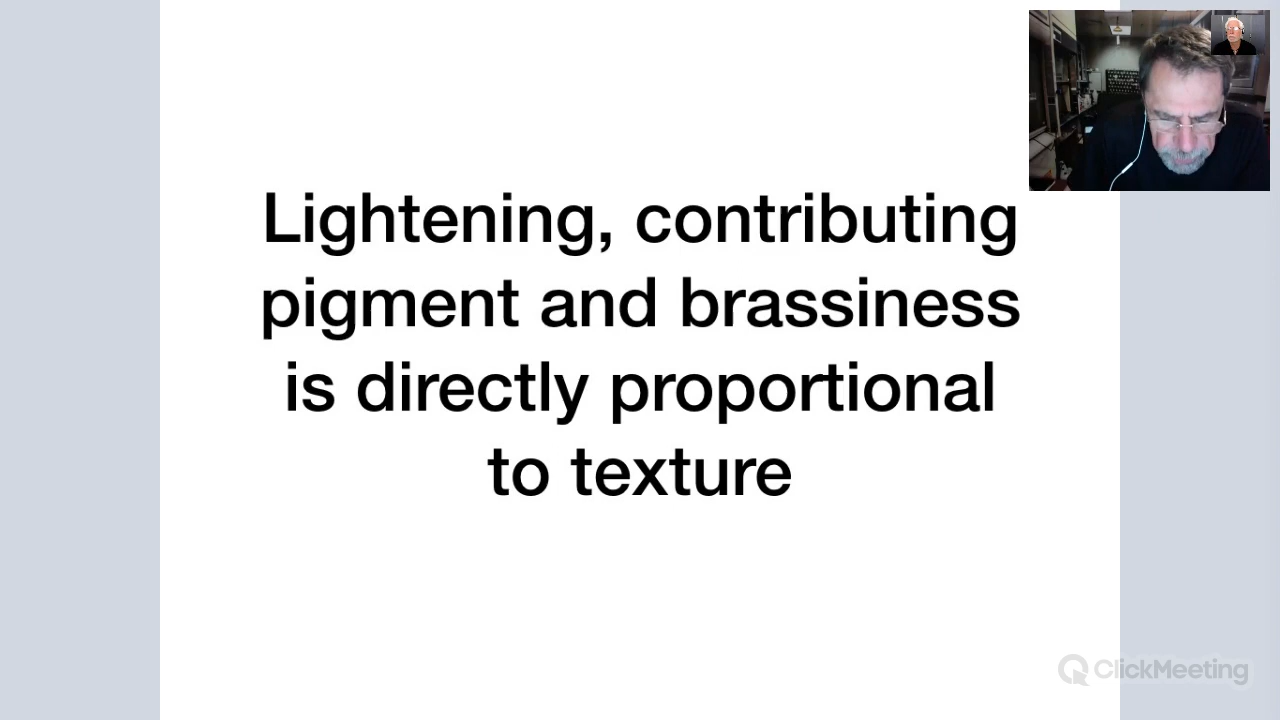 Lightening, contributing
pigment and brassiness
is directly proportional
to texture
ClickMeeting